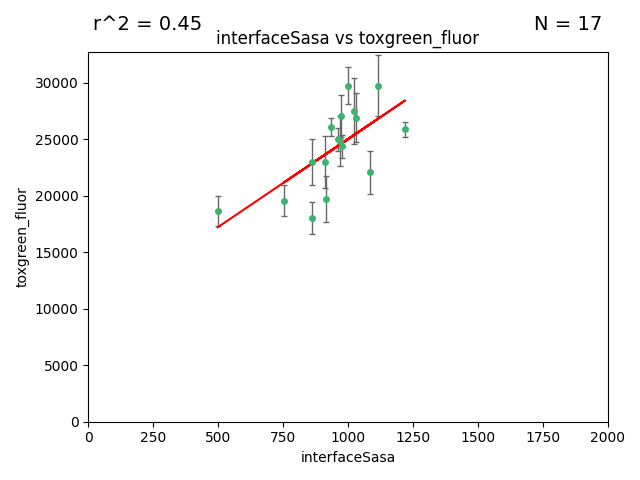 r^2 = 0.45
N = 17
interfaceSasa vs toxgreen_fluor
toxgreen_fluor
30000
25000
20000
15000
10000
5000
0
0 250 500 750 1000 1250 1500 1750 2000
interfaceSasa